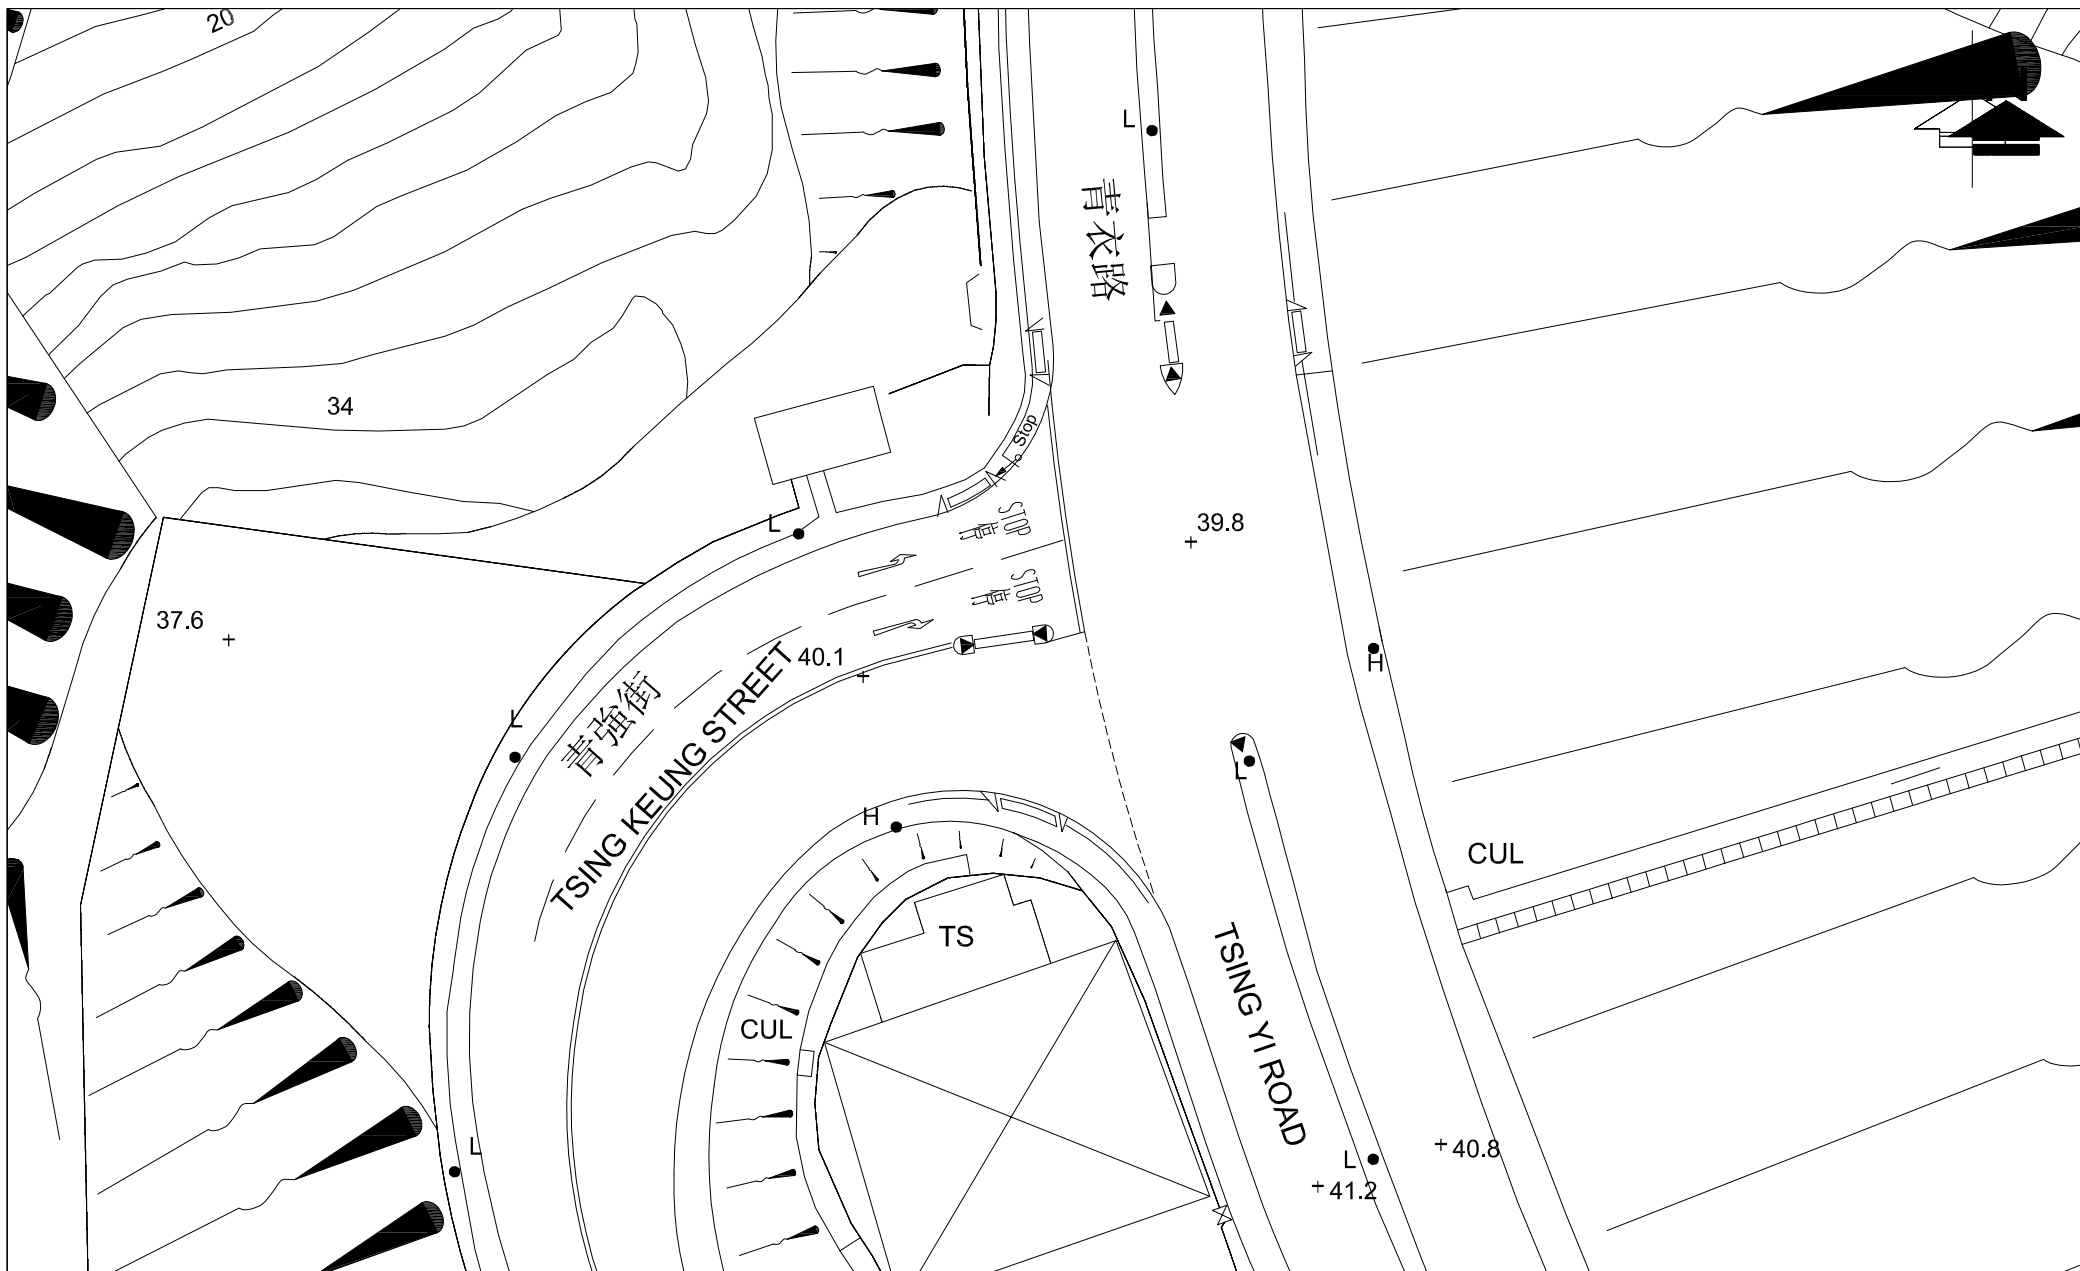 20
L
青衣路
34
Stop
L
STOP
停
39.8
STOP
停
37.6
40.1
H
青強街
TSING KEUNG STREET
L
L
H
CUL
TS
TSING YI ROAD
CUL
L
40.8
L
41.2